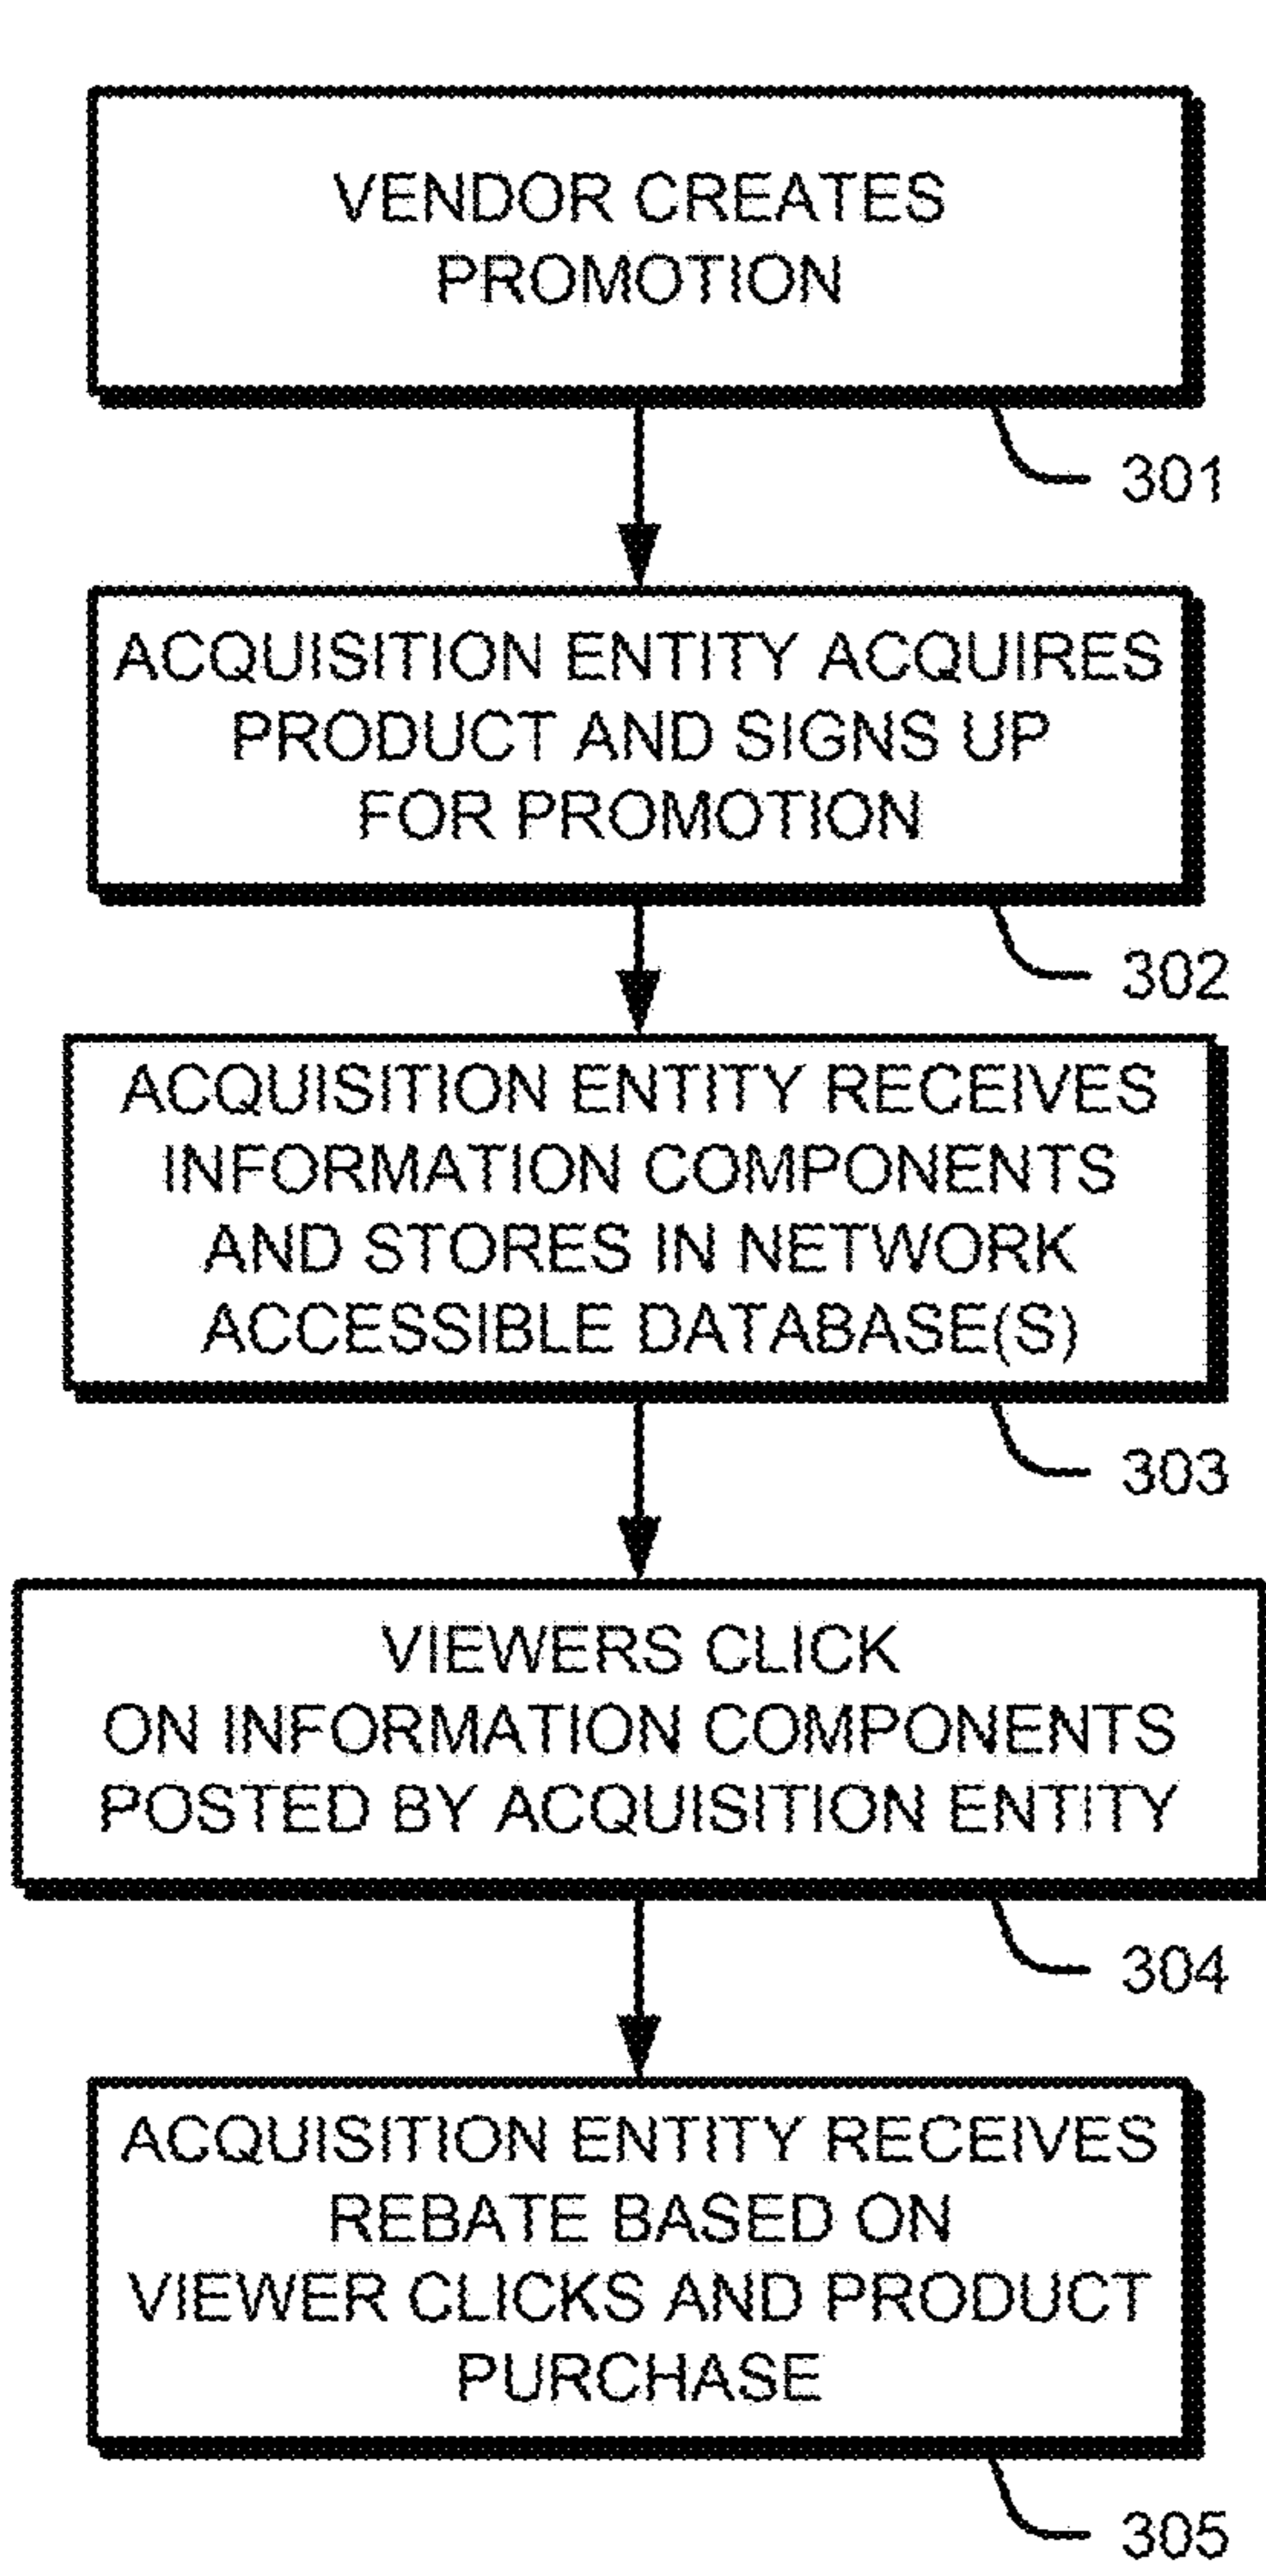 VENDOR CREATES
PROMOTION
301
ACQUISITION ENTITY ACQUIRES
PRODUCT AND SIGNS UP
FOR PROMOTION
302
ACQUISITION ENTITY RECEIVES
INFORMATION COMPONENTS
AND STORES IN NETWORK
ACCESSIBLE DATABASE(S)
303
VIEWERS CLICK
ON INFORMATION COMPONENTS
POSTED BY ACQUISITION ENTITY
304
ACQUISITION ENTITY RECEIVES
REBATE BASED ON
VIEWER CLICKS AND PRODUCT
PURCHASE
305